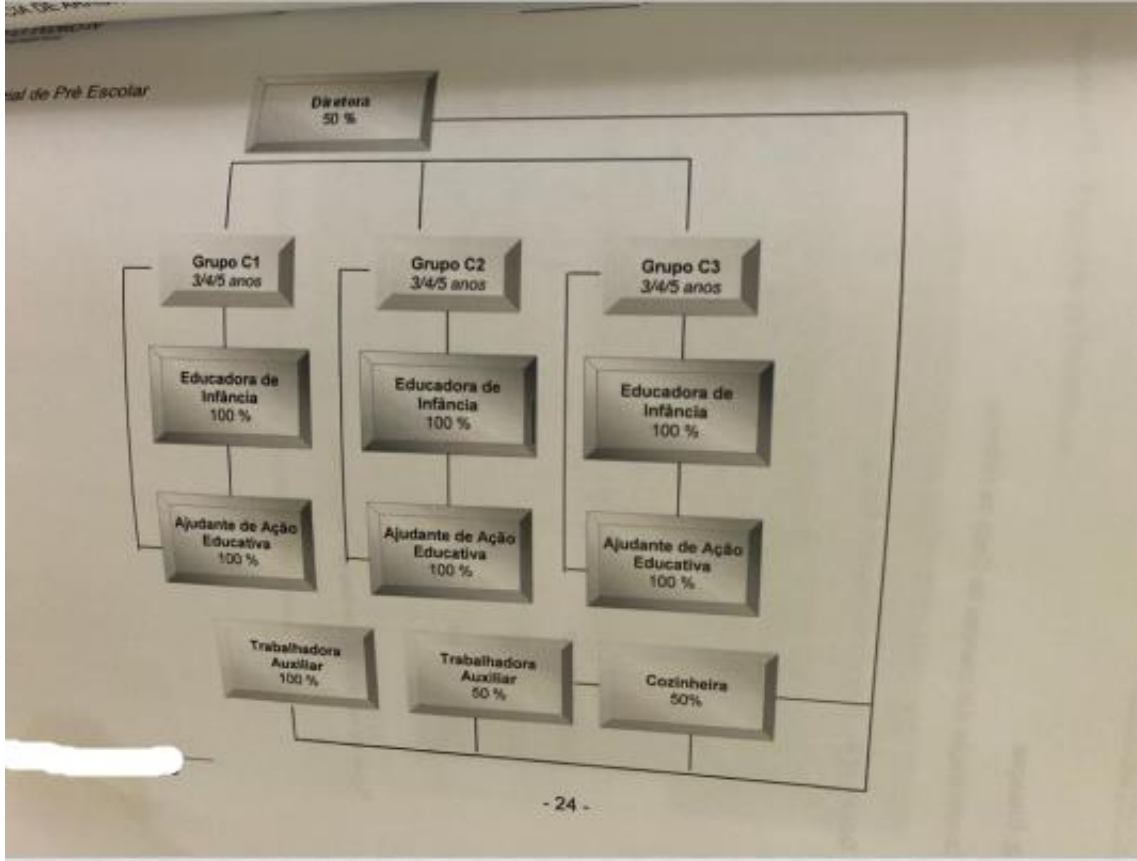 de Pré Escolar
Diretora
50 %
Grupo C1
3/4/5 anos
Grupo C2
3/4/5 anos
Grupo C3
3/4/5 anos
Educadora de
Infância
100 %
Educadora de
Infância
100 %
Educadora de
Infância
100 %
Ajudante de Ação
Educativa
100 %
Ajudante de Ação
Educativa
100 %
Ajudante de Ação
Educativa
100 %
Trabalhadora
Auxiliar
100 %
Trabalhadora
Auxiliar
50 %
Cozinheira
50%
- 24 -